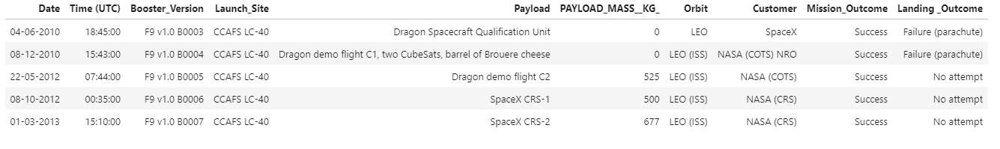 Date Time (UTC) Booster_Version Launch_Site Payload PAYLOAD_MASS__KG_ Orbit Customer Mission_Outcome Landing _Outcome
04-06-2010 18:45:00 F9 v1.0 B0003 CCAFS LC-40 Dragon Spacecraft Qualification Unit 0 LEO SpaceX Success Failure (parachute)
08-12-2010 15:43:00 F9 v1.0 B0004 CCAFS LC-40 Dragon demo flight C1, two CubeSats, barrel of Brouere cheese 0 LEO (ISS) NASA (COTS) NRO Success Failure (parachute)
22-05-2012 07:44:00 F9 v1.0 B0005 CCAFS LC-40 Dragon demo flight C2 525 LEO (ISS) NASA (COTS) Success No attempt
08-10-2012 00:35:00 F9 v1.0 B0006 CCAFS LC-40 SpaceX CRS-1 500 LEO (ISS) NASA (CRS) Success No attempt
01-03-2013 15:10:00 F9 v1.0 B0007 CCAFS LC-40 SpaceX CRS-2 677 LEO (ISS) NASA (CRS) Success No attempt